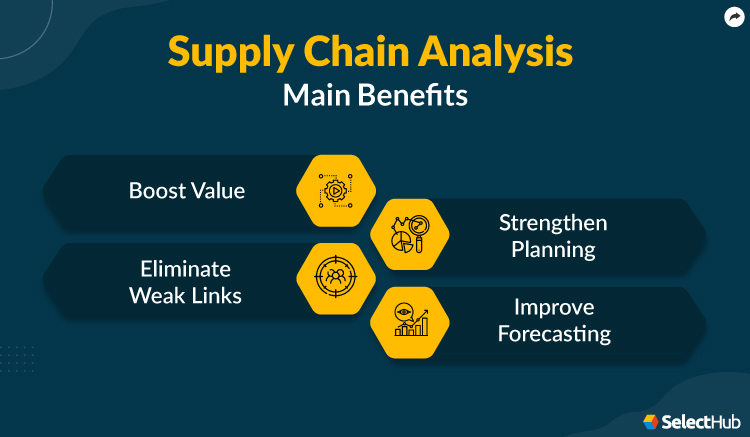 Supply Chain Analysis
Main Benefits
Boost Value
Strengthen
Planning
Eliminate
Weak Links
Improve
Forecasting
SelectHub